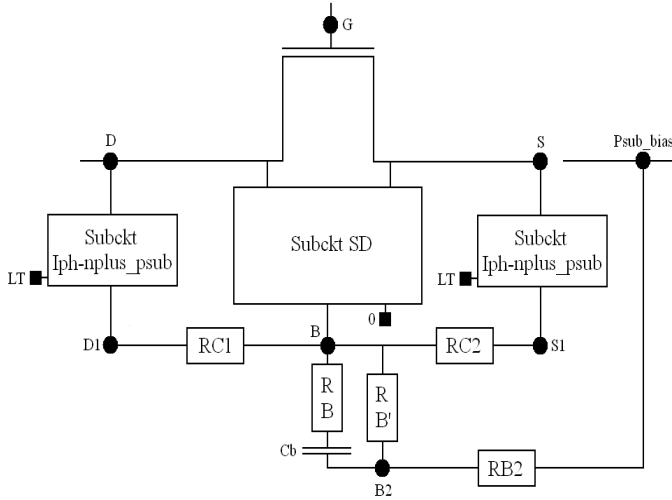 G
D
S
Psub_bias
Subckt
Iph-nplus_psub
Subckt SD
Subckt
Iph-nplus_psub
LT
LT
0
D1
RC1
B
RC2
S1
R
B
R
B'
Cb
B2
RB2